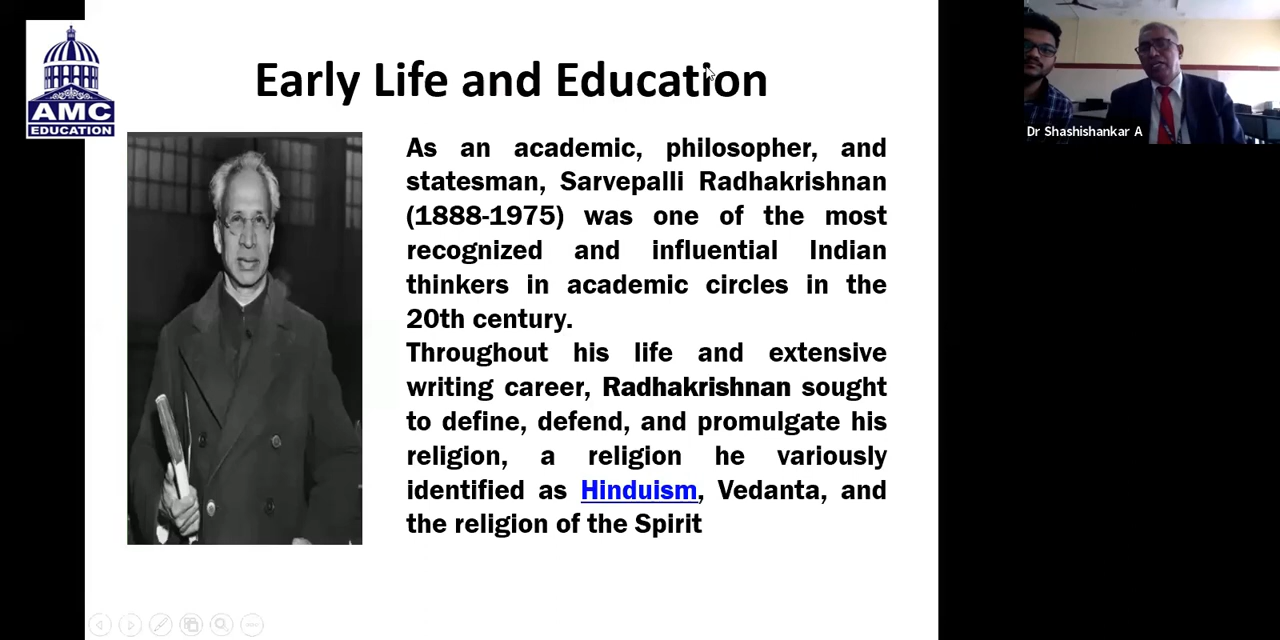 AMC
EDUCATION
Early Life and Education
As an academic, philosopher, and
statesman, Sarvepalli Radhakrishnan
(1888-1975) was one of the most
recognized and influential Indian
thinkers in academic circles in the
20th century.
Throughout his life and extensive
writing career, Radhakrishnan sought
to define, defend, and promulgate his
religion, a religion he variously
identified as Hinduism, Vedanta, and
the religion of the Spirit
Dr Shashishankar A